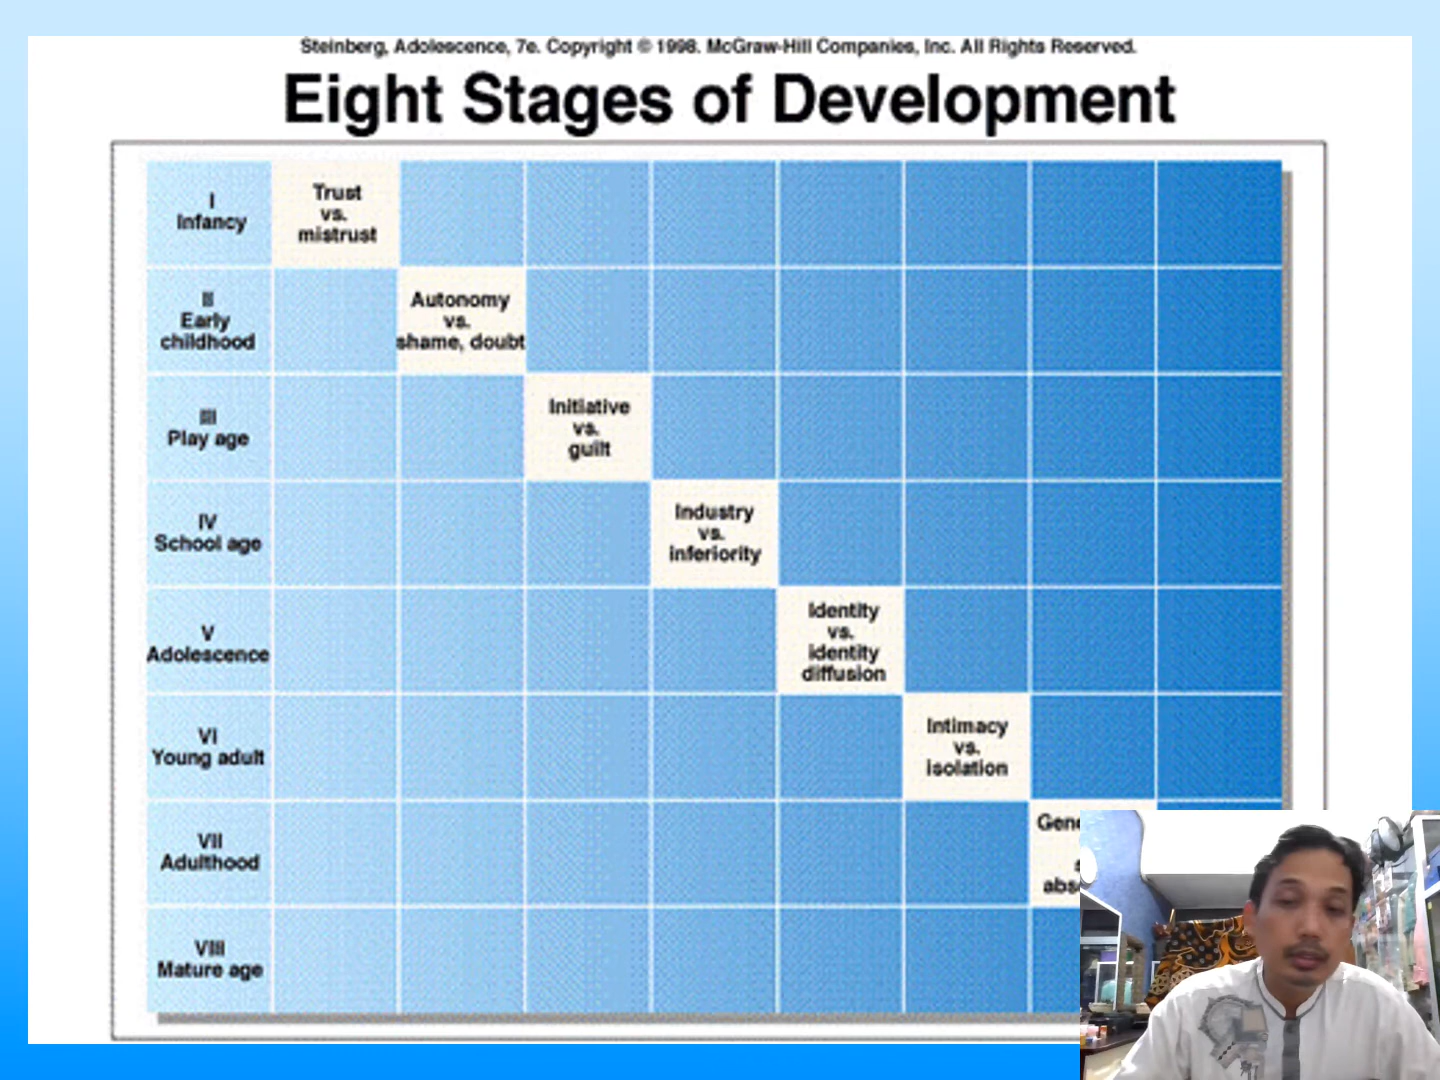 Steinberg, Adolescence, 7e. Copyright © 1998. McGraw-Hill Companies, Inc. All Rights Reserved.
Eight Stages of Development
I
Infancy
Trust
vs.
mistrust
II
Early
childhood
Autonomy
vs.
shame, doubt
III
Play age
Initiative
vs.
guilt
IV
School age
Industry
vs.
inferiority
V
Adolescence
Identity
vs.
identity
diffusion
VI
Young adult
Intimacy
vs.
isolation
VII
Adulthood
VIII
Mature age